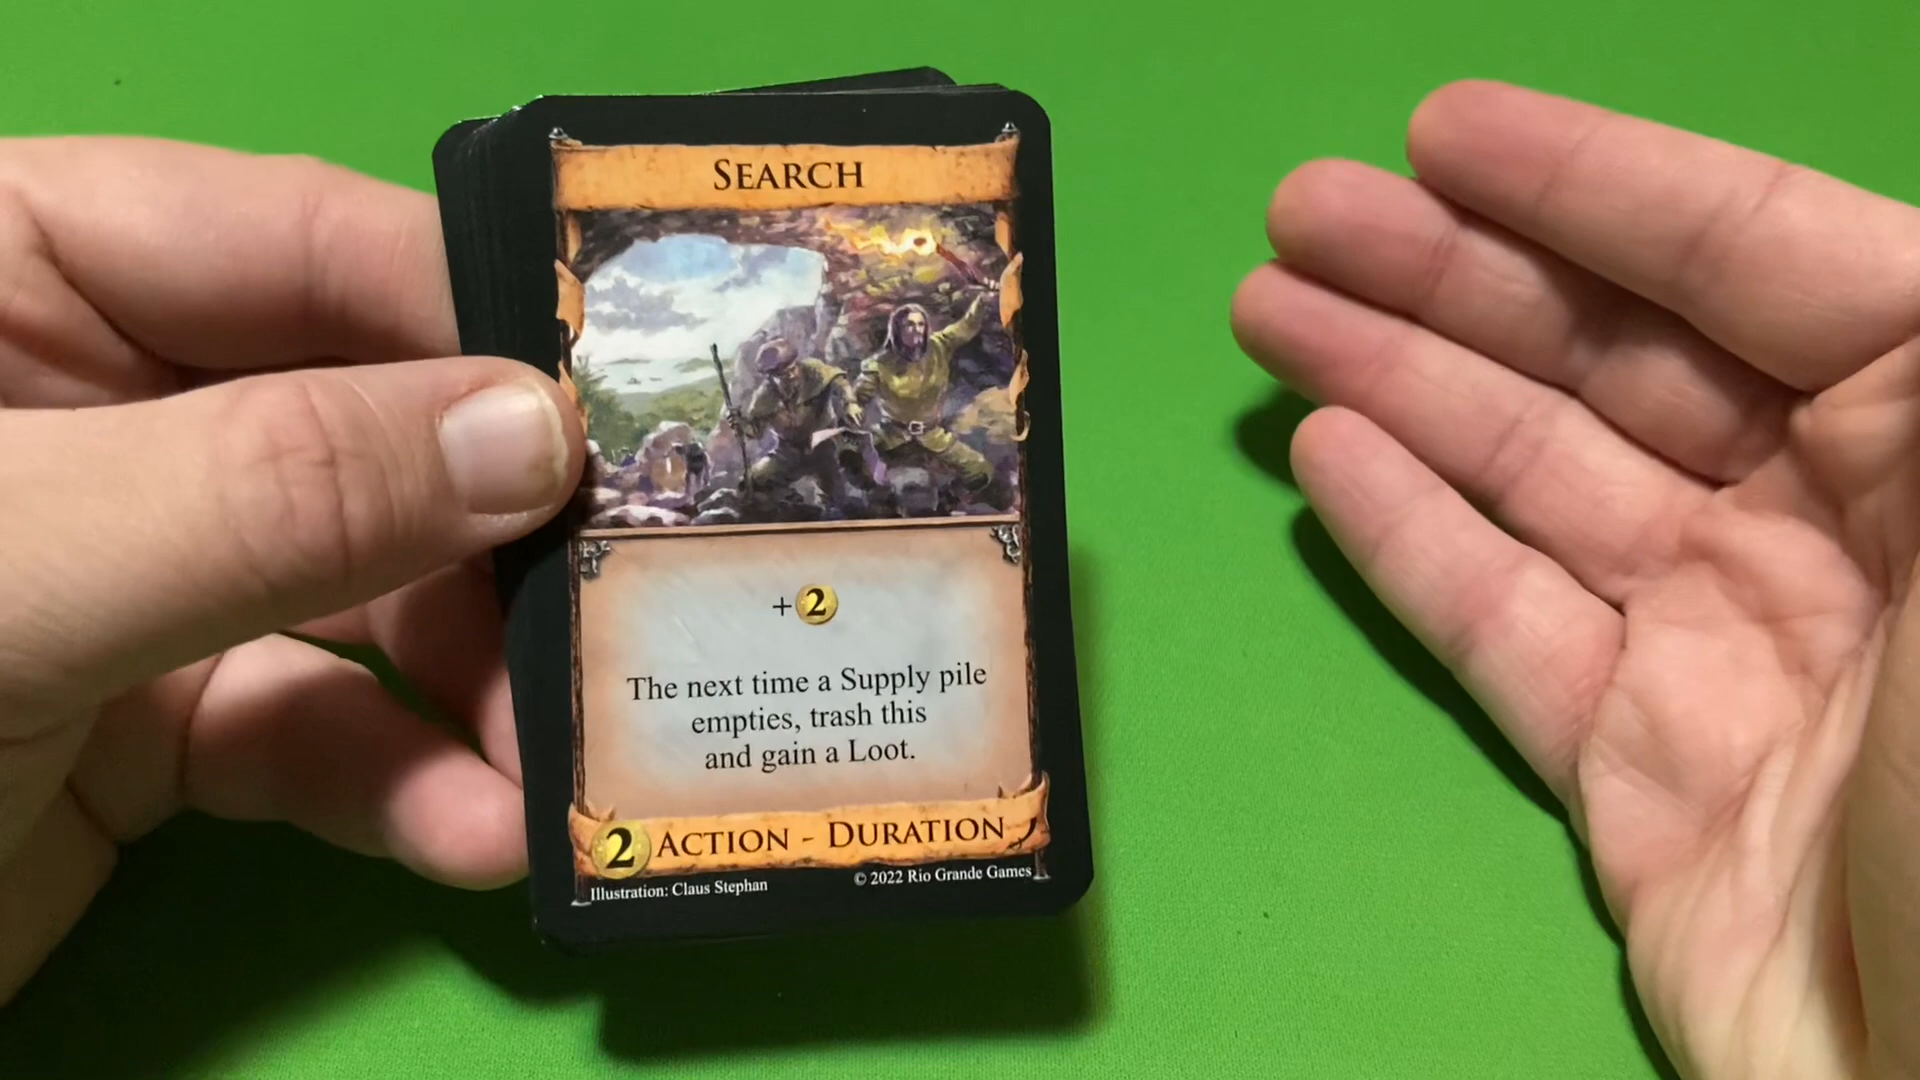 SEARCH
+2
The next time a Supply pile
empties, trash this
and gain a Loot.
2 ACTION - DURATION
Illustration: Claus Stephan © 2022 Rio Grande Games